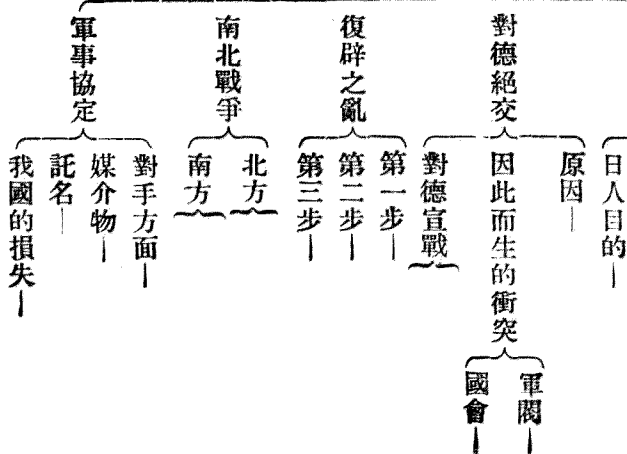 日人目的
對德絕交
原因
因此而生的衝突
軍閥
國會
對德宣戰
復辟之亂
第一步
第二步
第三步
南北戰爭
北方
南方
軍事協定
對手方面
媒介物
託名
我國的損失